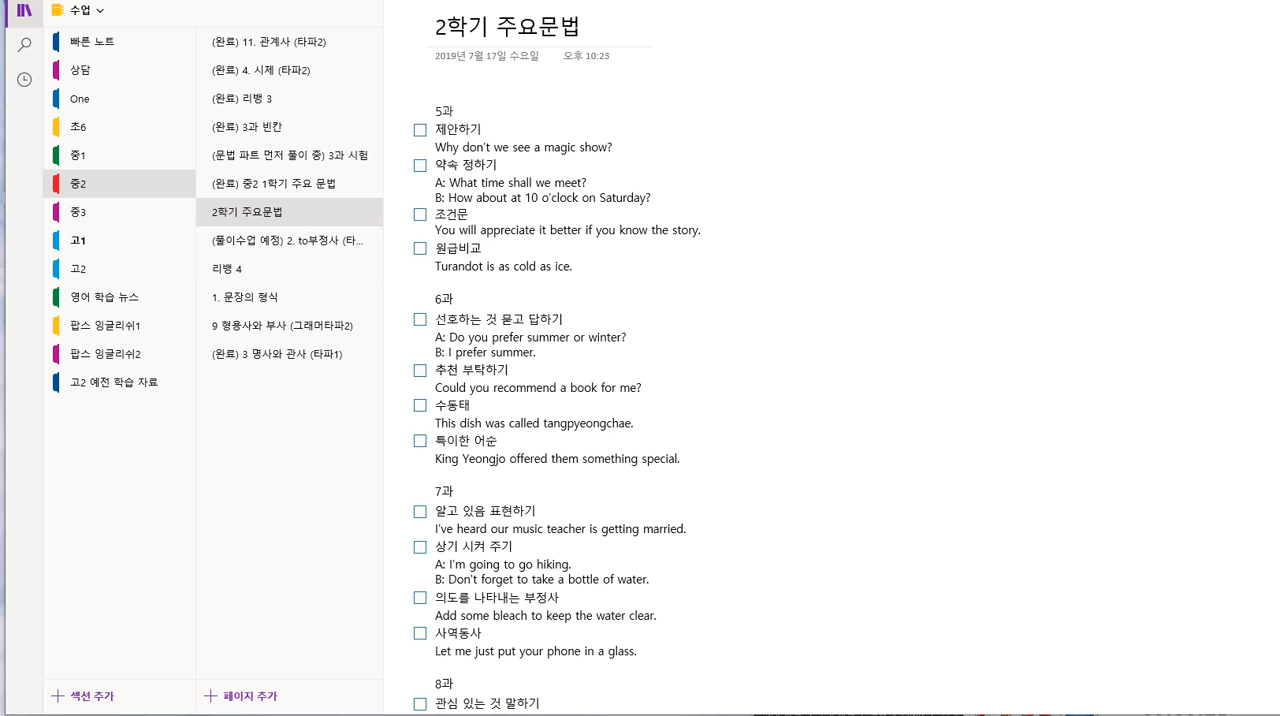 수업
빠른 노트
상담
One
초6
중1
중2
중3
고1
고2
영어 학습 뉴스
팝스 잉글리쉬1
팝스 잉글리쉬2
고2 예전 학습 자료
섹션 추가
(완료) 11. 관계사 (타파2)
(완료) 4. 시제 (타파2)
(완료) 리뱅 3
(완료) 3과 빈칸
(문법 파트 먼저 풀이 중) 3과 시험
(완료) 중2 1학기 주요 문법
2학기 주요문법
(풀이수업 예정) 2. to부정사 (타...
리뱅 4
1. 문장의 형식
9 형용사와 부사 (그래머타파2)
(완료) 3 명사와 관사 (타파1)
페이지 추가
2학기 주요문법
2019년 7월 17일 수요일 오후 10:23
5과
제안하기
Why don't we see a magic show?
약속 정하기
A: What time shall we meet?
B: How about at 10 o'clock on Saturday?
조건문
You will appreciate it better if you know the story.
원급비교
Turandot is as cold as ice.
6과
선호하는 것 묻고 답하기
A: Do you prefer summer or winter?
B: I prefer summer.
추천 부탁하기
Could you recommend a book for me?
수동태
This dish was called tangpyeongchae.
특이한 어순
King Yeongjo offered them something special.
7과
알고 있음 표현하기
I've heard our music teacher is getting married.
상기 시켜 주기
A: I'm going to go hiking.
B: Don't forget to take a bottle of water.
의도를 나타내는 부정사
Add some bleach to keep the water clear.
사역동사
Let me just put your phone in a glass.
8과
관심 있는 것 말하기